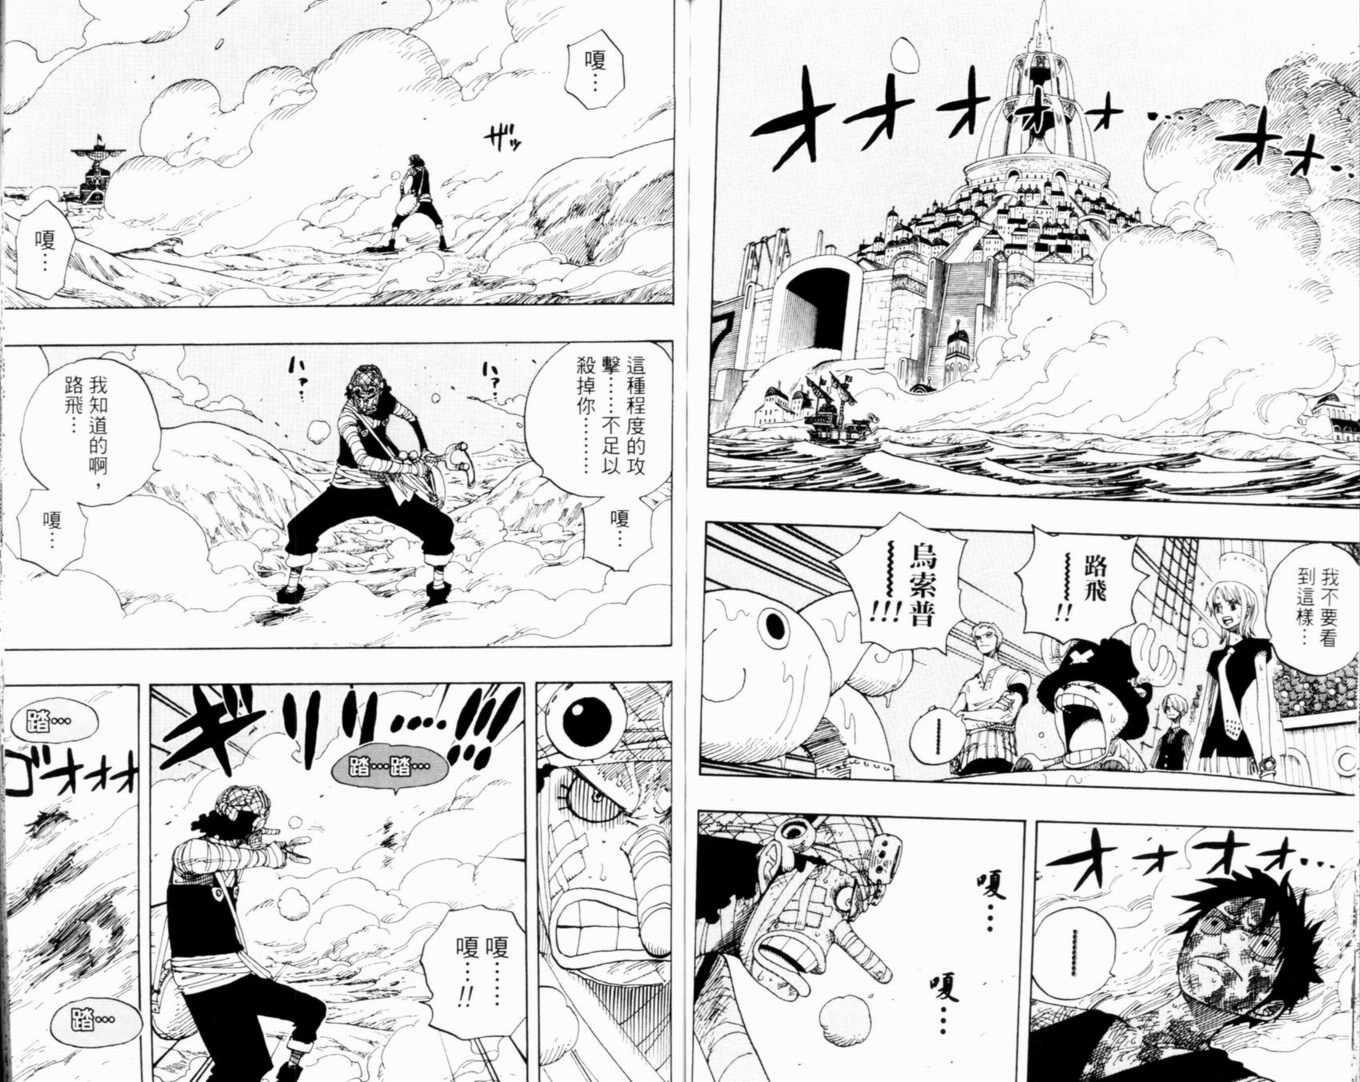 オオオオオ…
オオ…
我不要看
到這樣…
路飛
〰!!
烏索普
〰!!!
…………
オオオオ…
…………
嗄…
嗄…
嗄…
ザッ
嗄…
這種程度的攻
擊……不足以
殺掉你………
嗄…
ハァ
ハァ
我知道的啊，
路飛…
嗄…
ギリリ……!!!
踏…踏…
嗄…
嗄…!!
踏…
ゴオオオ
踏…